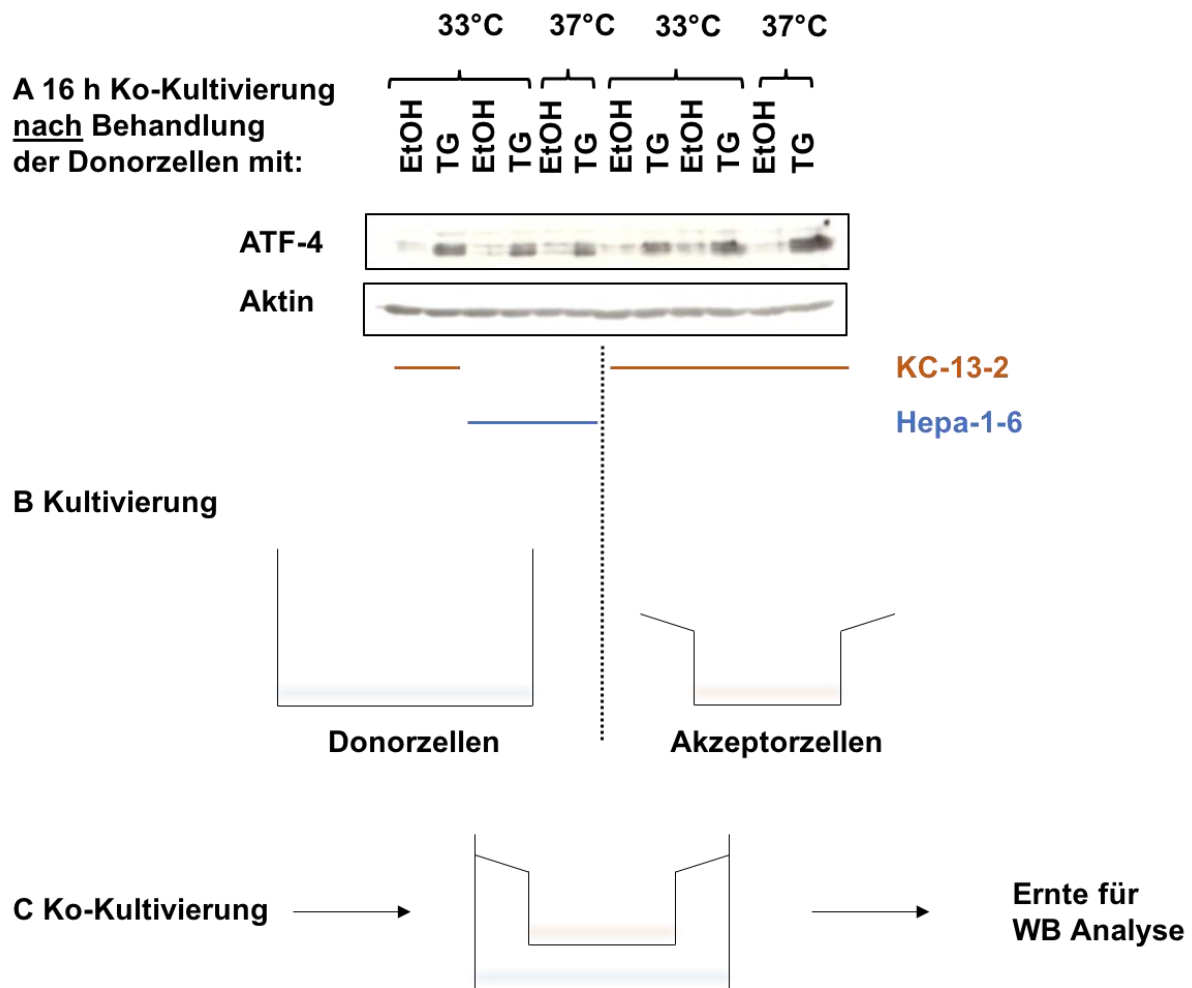 33°C 37°C 33°C 37°C
A 16 h Ko-Kultivierung
nach Behandlung
der Donorzellen mit:
EtOH TG EtOH TG EtOH TG EtOH TG EtOH TG EtOH TG
ATF-4
Aktin
KC-13-2
Hepa-1-6
B Kultivierung
Donorzellen Akzeptorzellen
C Ko-Kultivierung
Ernte für
WB Analyse